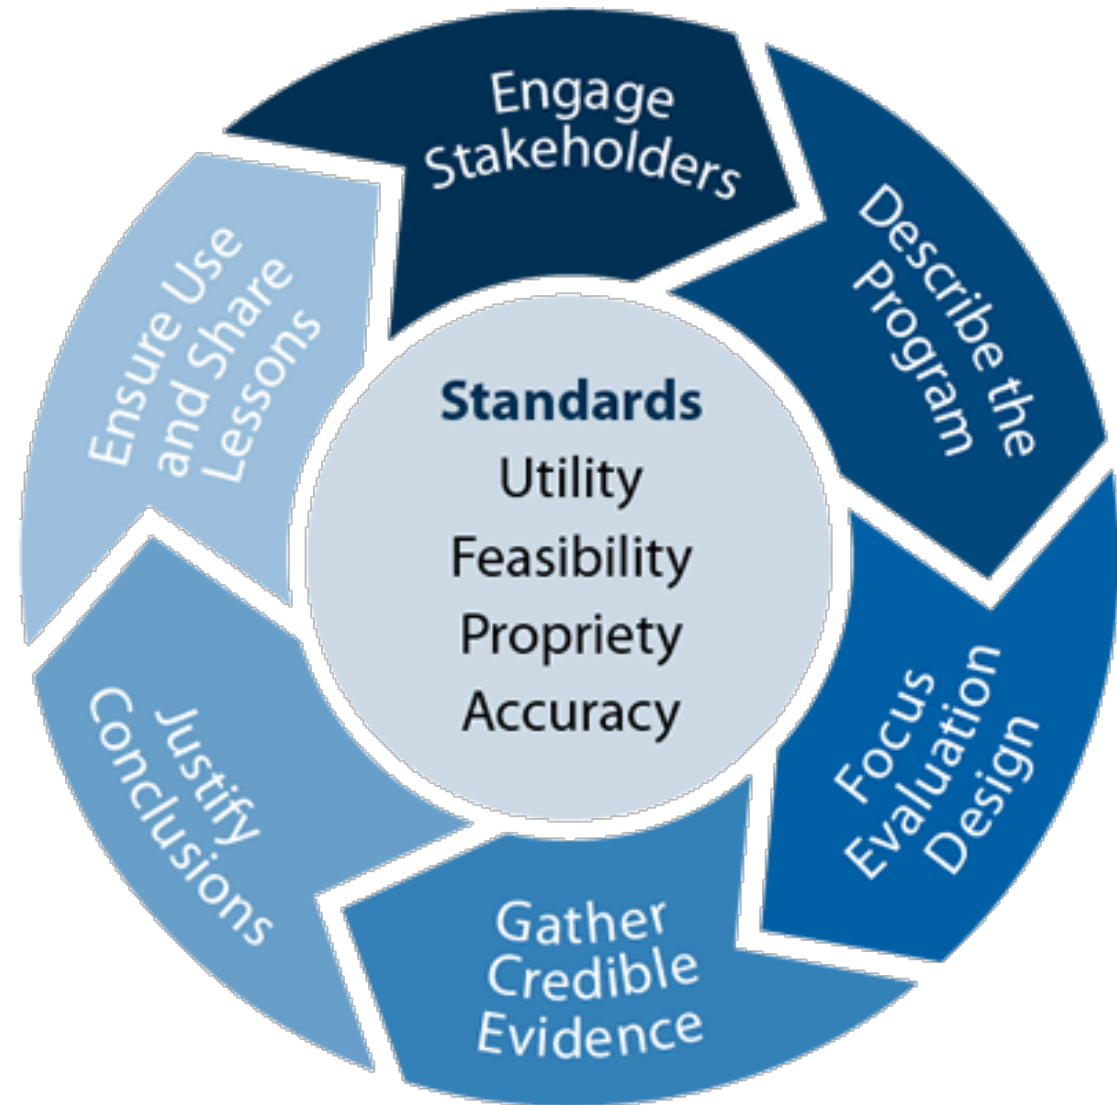 Engage
Stakeholders
Describe the
Program
Focus
Evaluation
Design
Gather
Credible
Evidence
Justify
Conclusions
Ensure Use
and Share
Lessons
Standards
Utility
Feasibility
Propriety
Accuracy